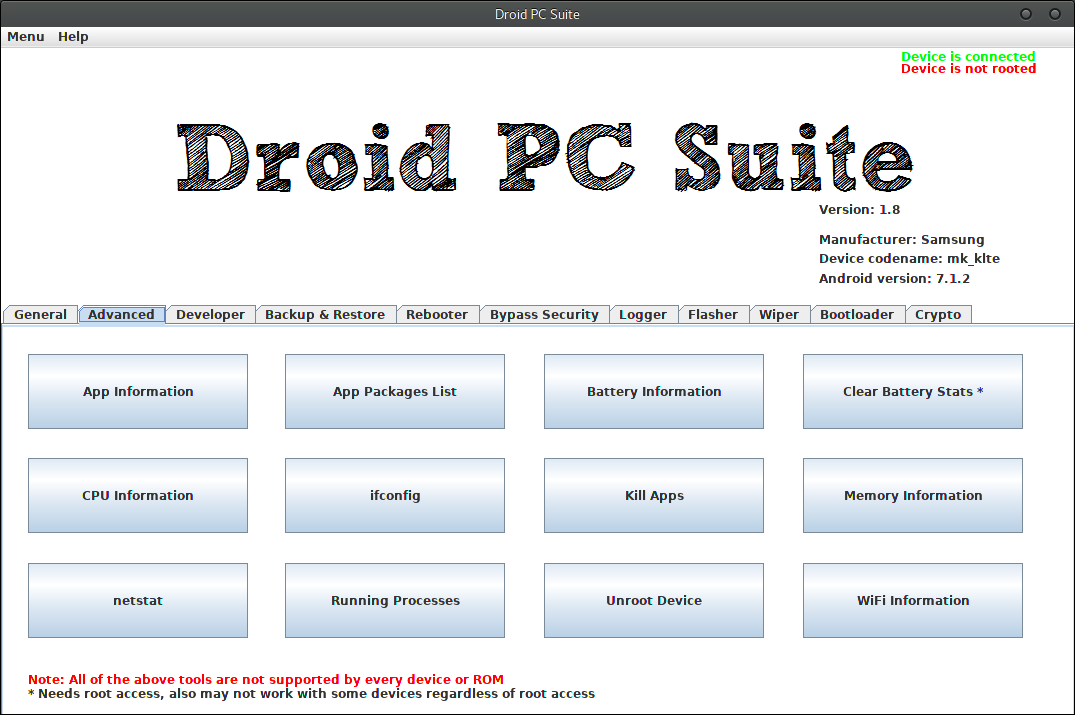 Droid PC Suite
Menu Help
Device is connected
Device is not rooted
Droid PC Suite
Version: 1.8
Manufacturer: Samsung
Device codename: mk_klte
Android version: 7.1.2
General Advanced Developer Backup & Restore Rebooter Bypass Security Logger Flasher Wiper Bootloader Crypto
App Information App Packages List Battery Information Clear Battery Stats *
CPU Information ifconfig Kill Apps Memory Information
netstat Running Processes Unroot Device WiFi Information
Note: All of the above tools are not supported by every device or ROM
* Needs root access, also may not work with some devices regardless of root access